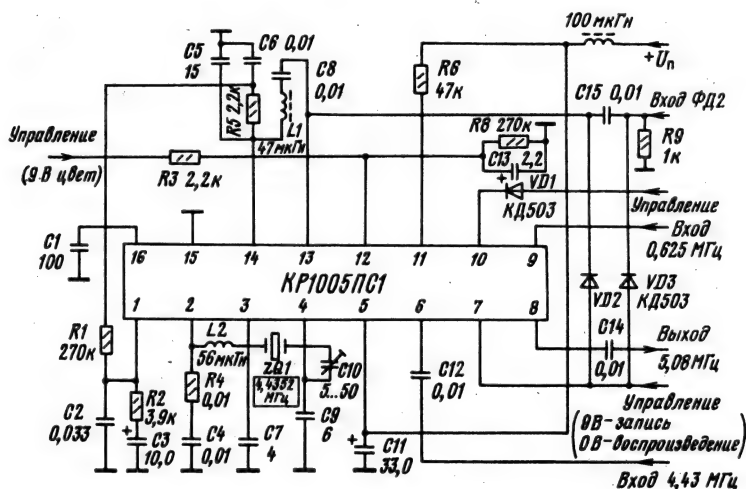 100 мкГн
+Uп
C5
15
C6 0,01
C8
0,01
R5 2,2к
L1
47мкГн
R6
47к
C15 0,01
Вход ФД2
R9
1к
R8 270к
C13 2,2
+
VD1
КД503
Управление
(9 В цвет)
R3 2,2к
Управление
Вход
0,625 МГц
C1
100
16
15
14
13
12
11
10
9
КР1005ПС1
1
2
3
4
5
6
7
8
VD2
VD3
КД503
R1
270к
L2
56мкГн
ZQ1
4,4352
МГц
C10
5...50
C12
0,01
C14
0,01
Выход
5,06МГц
R2
3,9к
R4
0,01
C2
0,033
+
C3
10,0
C4
0,01
C7
4
C9
6
+
C11
33,0
Управление
(9В-запись
0В-воспроизведение)
Вход 4,43 МГц